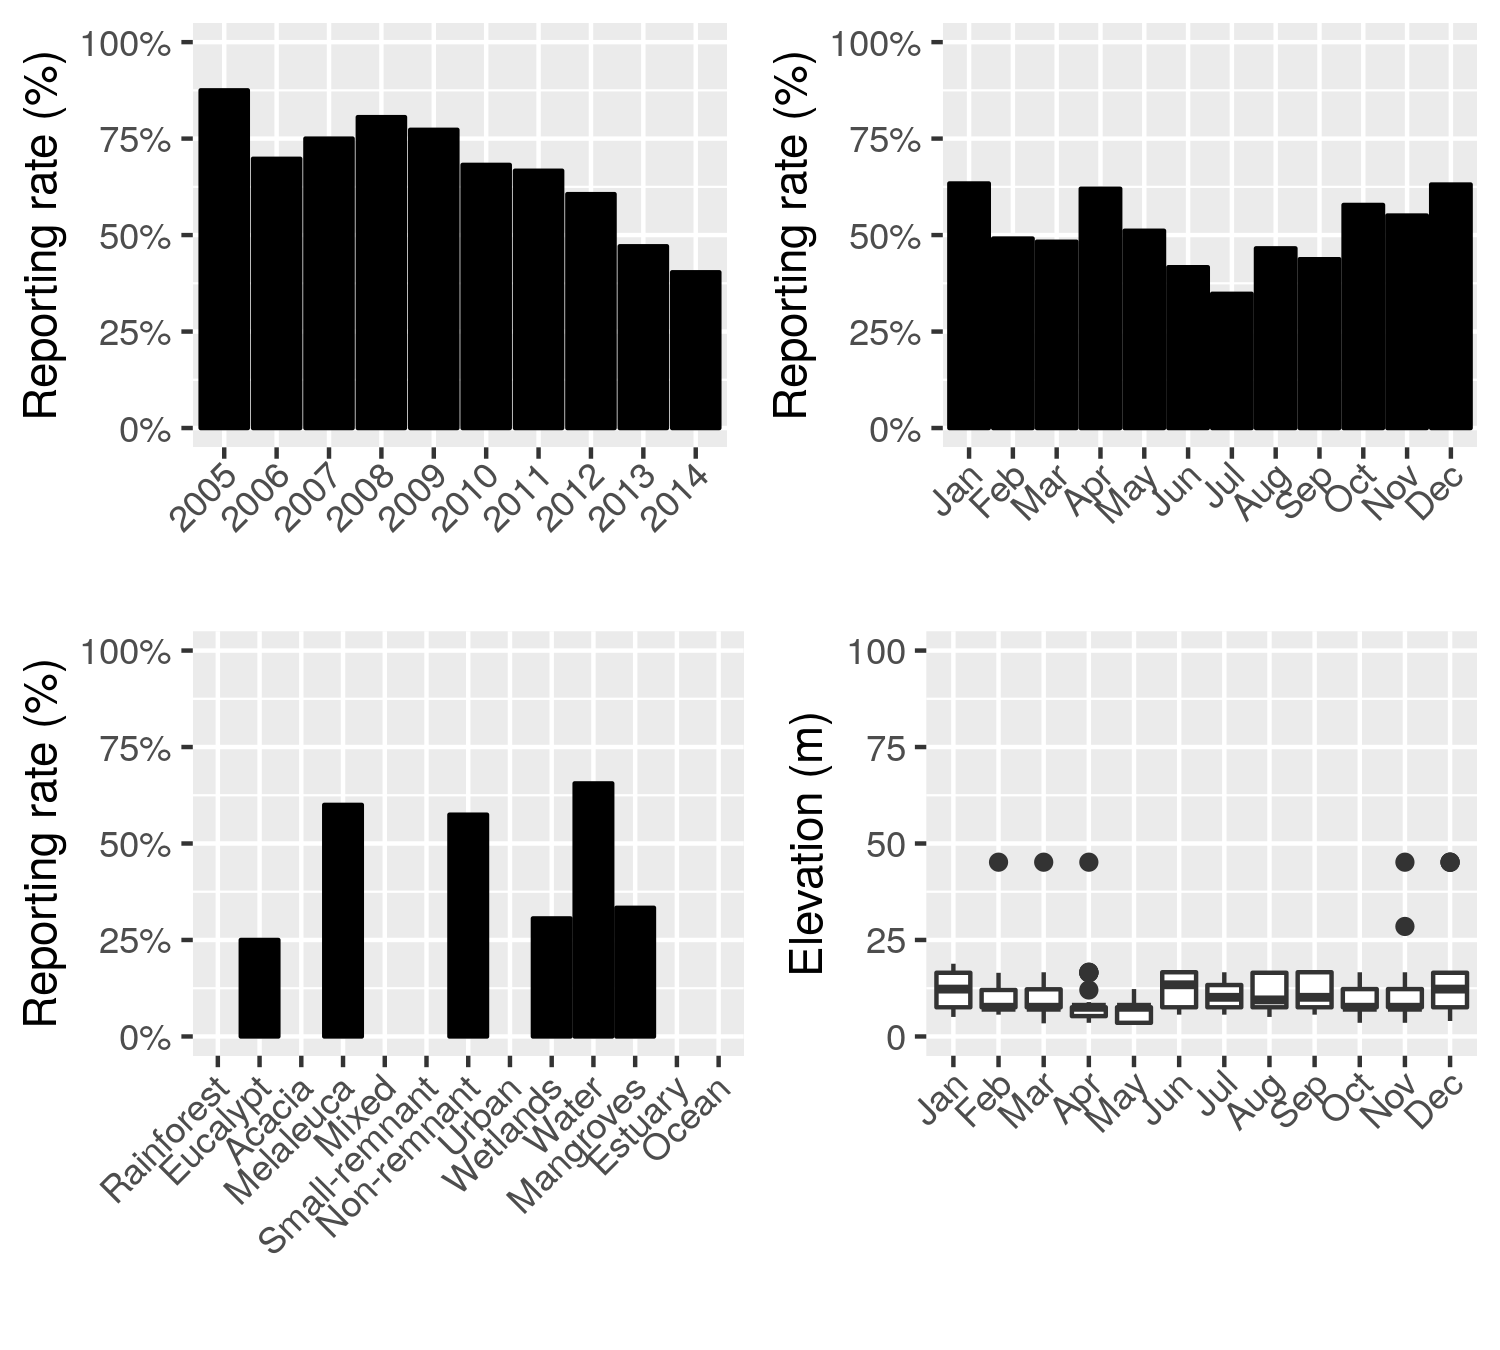 Reporting rate (%)
100%
75%
50%
25%
0%
2005
2006
2007
2008
2009
2010
2011
2012
2013
2014
Reporting rate (%)
100%
75%
50%
25%
0%
Jan
Feb
Mar
Apr
May
Jun
Jul
Aug
Sep
Oct
Nov
Dec
Reporting rate (%)
100%
75%
50%
25%
0%
Rainforest
Eucalypt
Acacia
Melaleuca
Mixed
Small-remnant
Non-remnant
Urban
Wetlands
Water
Mangroves
Estuary
Ocean
Elevation (m)
100
75
50
25
0
Jan
Feb
Mar
Apr
May
Jun
Jul
Aug
Sep
Oct
Nov
Dec